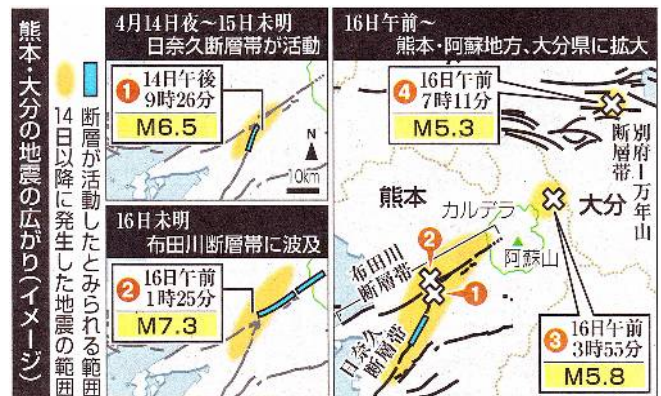 熊本・大分の地震の広がり(イメージ)
断層が活動したとみられる範囲
14日以降に発生した地震の範囲
4月14日夜〜15日未明
日奈久断層帯が活動
1 14日午後
9時26分
M6.5
N
10km
16日未明
布田川断層帯に波及
2 16日午前
1時25分
M7.3
16日午前〜
熊本・阿蘇地方、大分県に拡大
4 16日午前
7時11分
M5.3
別府ー万年山
断層帯
熊本
カルデラ
大分
阿蘇山
布田川
断層帯
2
1
日奈久
断層帯
3 16日午前
3時55分
M5.8